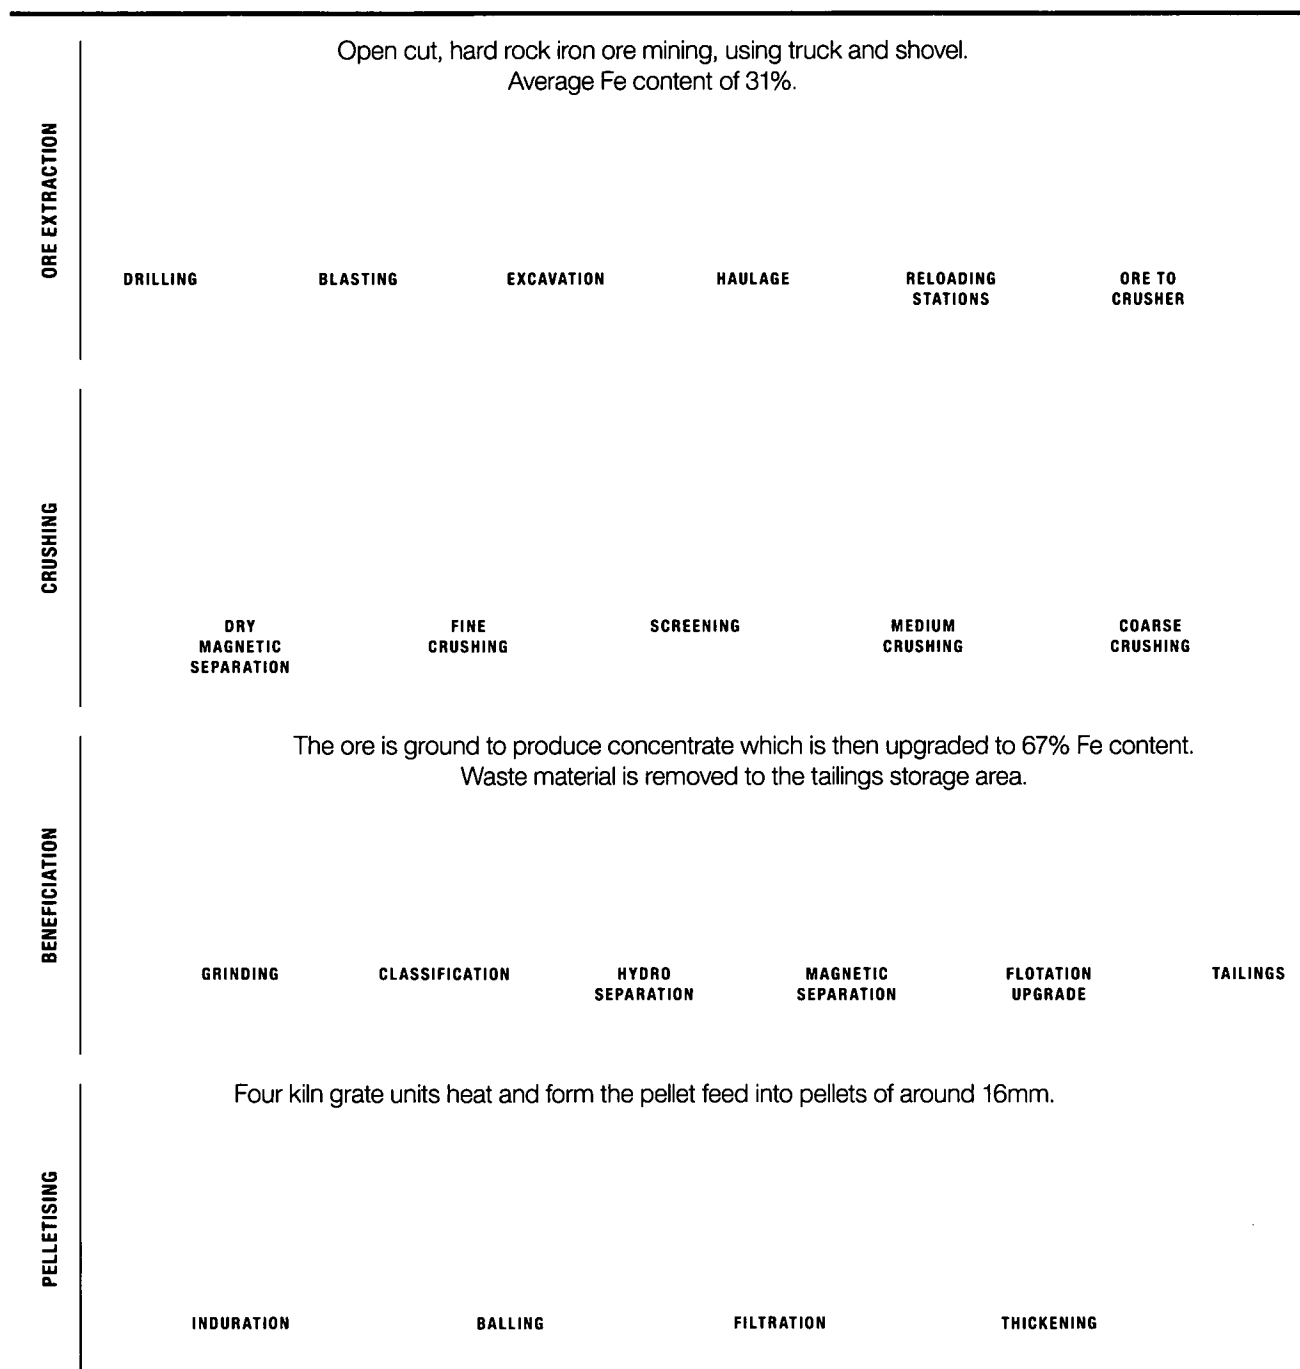 Open cut, hard rock iron ore mining, using truck and shovel.
Average Fe content of 31%.
ORE EXTRACTION
DRILLING
BLASTING
EXCAVATION
HAULAGE
RELOADING
STATIONS
ORE TO
CRUSHER
CRUSHING
DRY
MAGNETIC
SEPARATION
FINE
CRUSHING
SCREENING
MEDIUM
CRUSHING
COARSE
CRUSHING
The ore is ground to produce concentrate which is then upgraded to 67% Fe content.
Waste material is removed to the tailings storage area.
BENEFICIATION
GRINDING
CLASSIFICATION
HYDRO
SEPARATION
MAGNETIC
SEPARATION
FLOTATION
UPGRADE
TAILINGS
Four kiln grate units heat and form the pellet feed into pellets of around 16mm.
PELLETISING
INDURATION
BALLING
FILTRATION
THICKENING